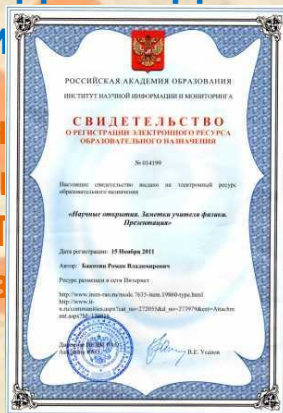 РОССИЙСКАЯ АКАДЕМИЯ ОБРАЗОВАНИЯ
ИНСТИТУТ НАУЧНОЙ ИНФОРМАЦИИ И МОНИТОРИНГА
СВИДЕТЕЛЬСТВО
О РЕГИСТРАЦИИ ЭЛЕКТРОННОГО РЕСУРСА
ОБРАЗОВАТЕЛЬНОГО НАЗНАЧЕНИЯ
№ 014199
Настоящее свидетельство выдано на электронный ресурс
образовательного назначения
«Научные открытия. Заметки учителя физики.
Презентация»
Дата регистрации: 15 Ноября 2011
Автор: Роман Владимирович
Ресурс размещен в сети Интернет
В.Е. Усанов